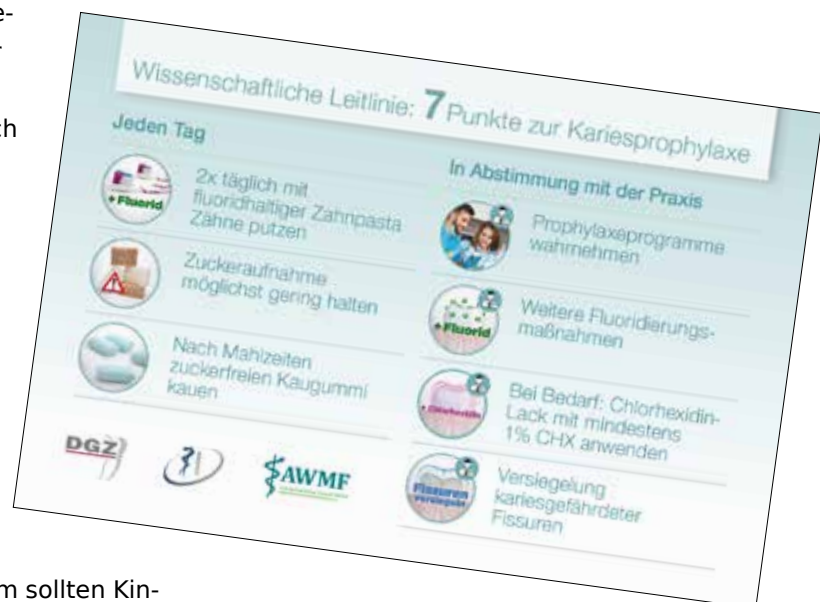 e-
ch
Wissenschaftliche Leitlinie: 7 Punkte zur Kariesprophylaxe
Jeden Tag
+ Fluorid
2x täglich mit
fluoridhaltiger Zahnpasta
Zähne putzen
Zuckeraufnahme
möglichst gering halten
Nach Mahlzeiten
zuckerfreien Kaugummi
kauen
DGZ
AWMF
In Abstimmung mit der Praxis
Prophylaxeprogramme
wahrnehmen
+Fluorid
Weitere Fluoridierungs-
maßnahmen
+ Chlorhexidin
Bei Bedarf: Chlorhexidin-
Lack mit mindestens
1% CHX anwenden
Fissuren
versiegeln
Versiegelung
kariesgefährdeter
Fissuren
m sollten Kin-